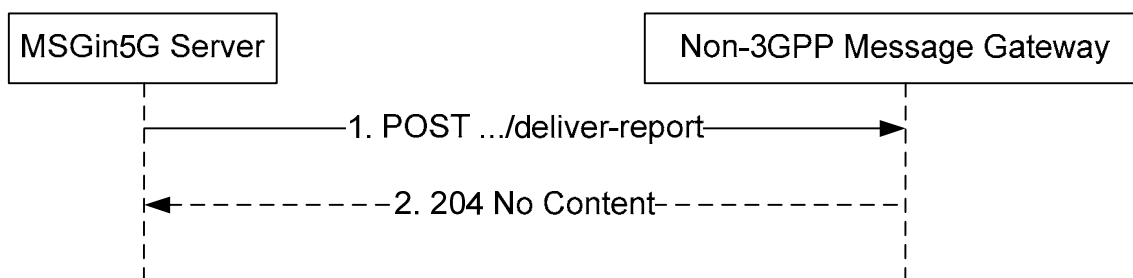 MSGin5G Server
Non-3GPP Message Gateway
1. POST .../deliver-report
2. 204 No Content